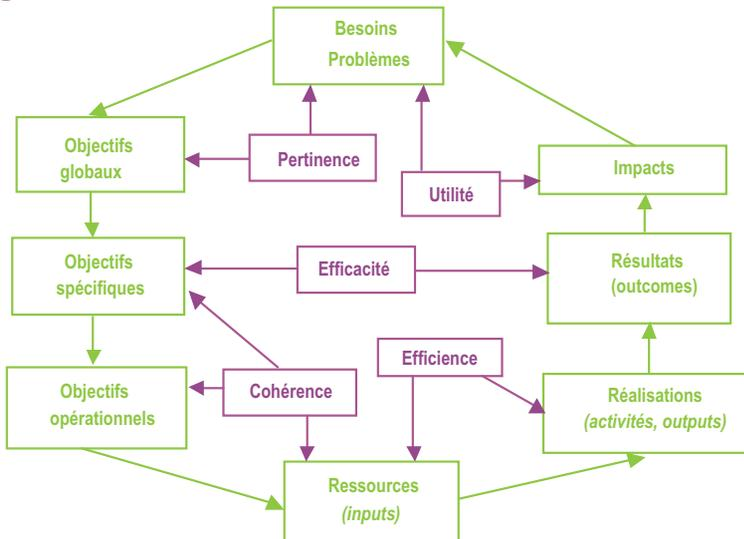 Besoins
Problèmes
Objectifs
globaux
Pertinence
Utilité
Impacts
Objectifs
spécifiques
Efficacité
Résultats
(outcomes)
Objectifs
opérationnels
Cohérence
Efficience
Réalisations
(activités, outputs)
Ressources
(inputs)